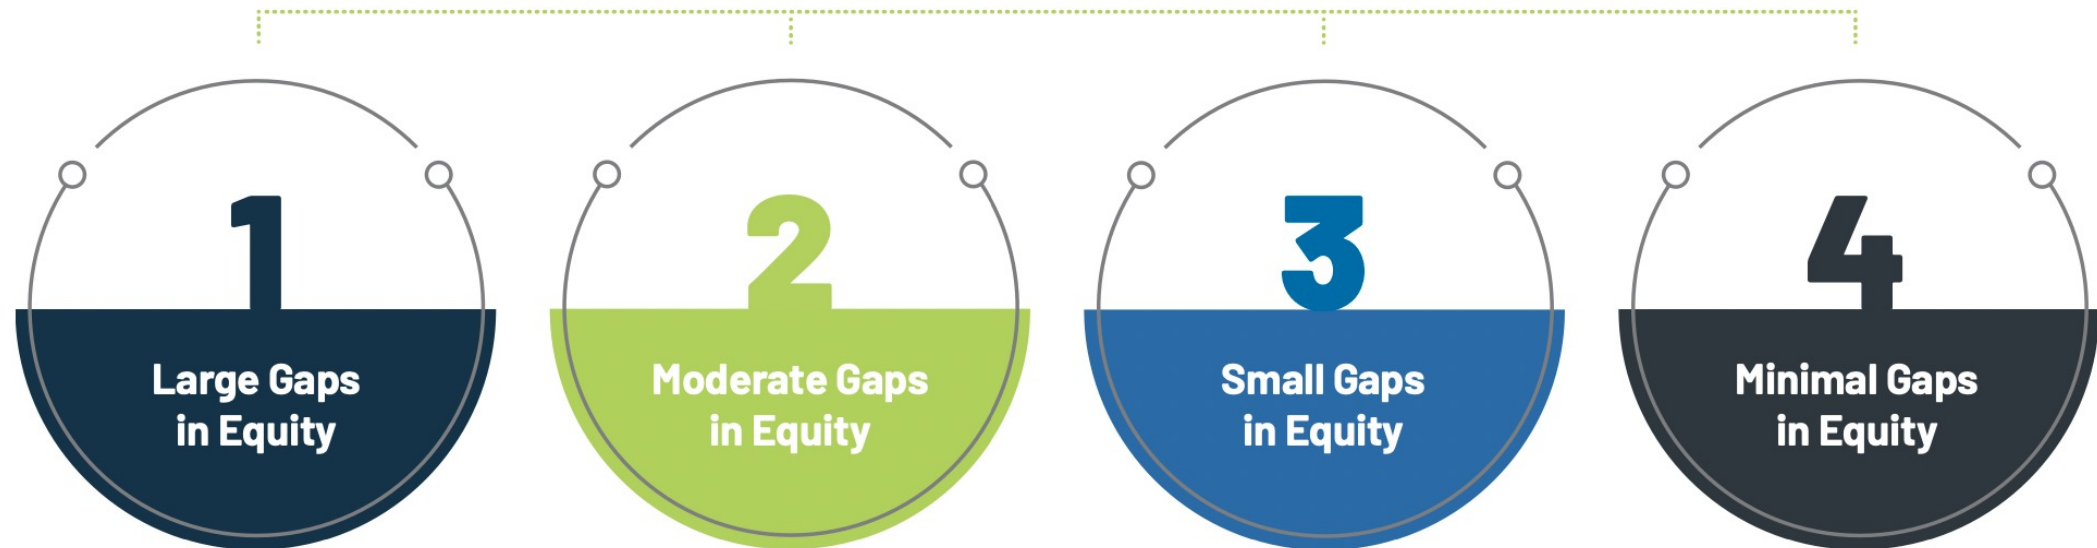 1
Large Gaps
in Equity
2
Moderate Gaps
in Equity
3
Small Gaps
in Equity
4
Minimal Gaps
in Equity